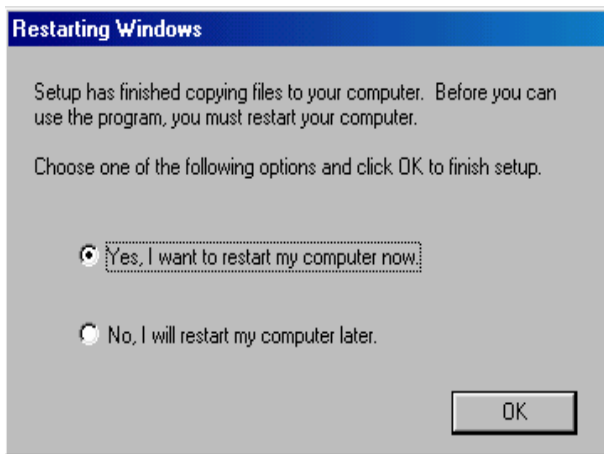 Restarting Windows
Setup has finished copying files to your computer.  Before you can
use the program, you must restart your computer.
Choose one of the following options and click OK to finish setup.
Yes, I want to restart my computer now.
No, I will restart my computer later.
OK